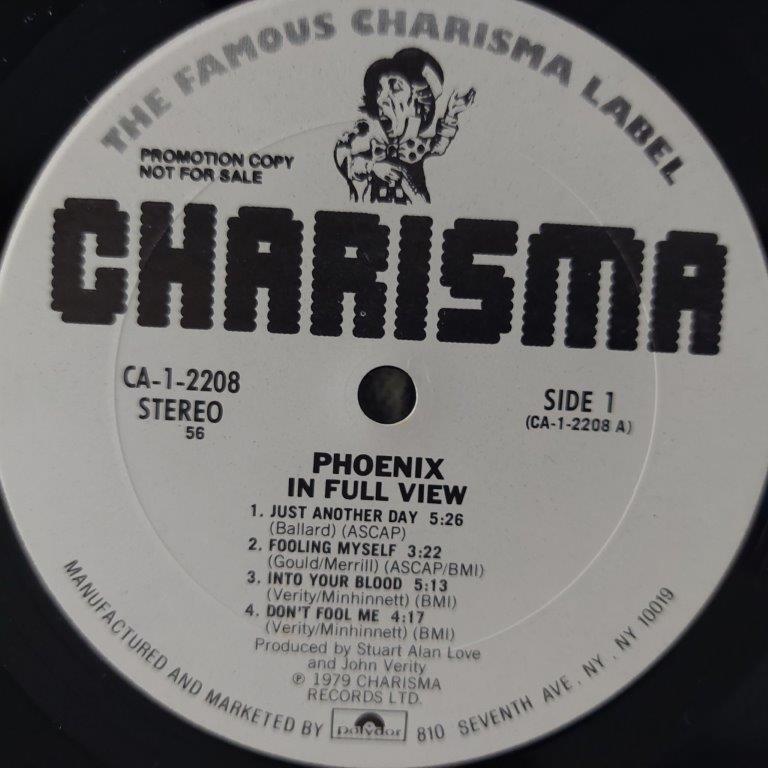 THE FAMOUS CHARISMA LABEL
PROMOTION COPY
NOT FOR SALE
CHARISMA
CA-1-2208
STEREO
56
SIDE 1
(CA-1-2208 A)
PHOENIX
IN FULL VIEW
1. JUST ANOTHER DAY 5:26
(Ballard) (ASCAP)
2. FOOLING MYSELF 3:22
(Gould/Merrill) (ASCAP/BMI)
3. INTO YOUR BLOOD 5:13
(Verity/Minhinnett) (BMI)
4. DON'T FOOL ME 4:17
(Verity/Minhinnett) (BMI)
Produced by Stuart Alan Love
and John Verity
℗ 1979 CHARISMA
RECORDS LTD.
MANUFACTURED AND MARKETED BY polydor 810 SEVENTH AVE. NY. NY 10019